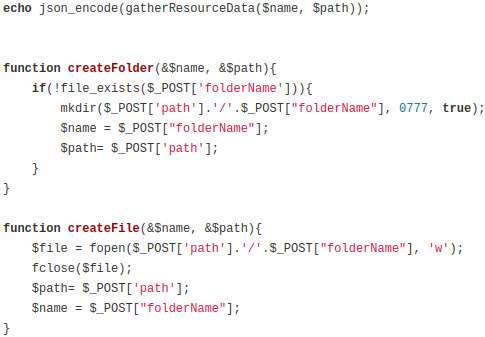 echo json_encode(gatherResourceData($name, $path));
function createFolder(&$name, &$path){
if(!file_exists($_POST['folderName'])){
mkdir($_POST['path'].'/'.$_POST["folderName"], 0777, true);
$name = $_POST["folderName"];
$path= $_POST['path'];
}
}
function createFile(&$name, &$path){
$file = fopen($_POST['path'].'/'.$_POST["folderName"], 'w');
fclose($file);
$path= $_POST['path'];
$name = $_POST["folderName"];
}